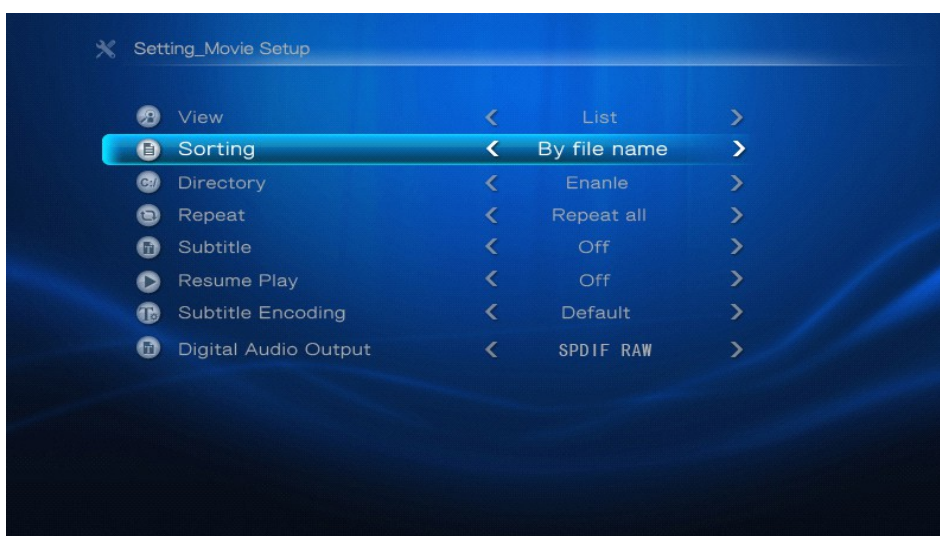 Setting_Movie Setup
View < List >
Sorting < By file name >
C:/ Directory < Enanle >
Repeat < Repeat all >
Subtitle < Off >
Resume Play < Off >
Subtitle Encoding < Default >
Digital Audio Output < SPDIF RAW >